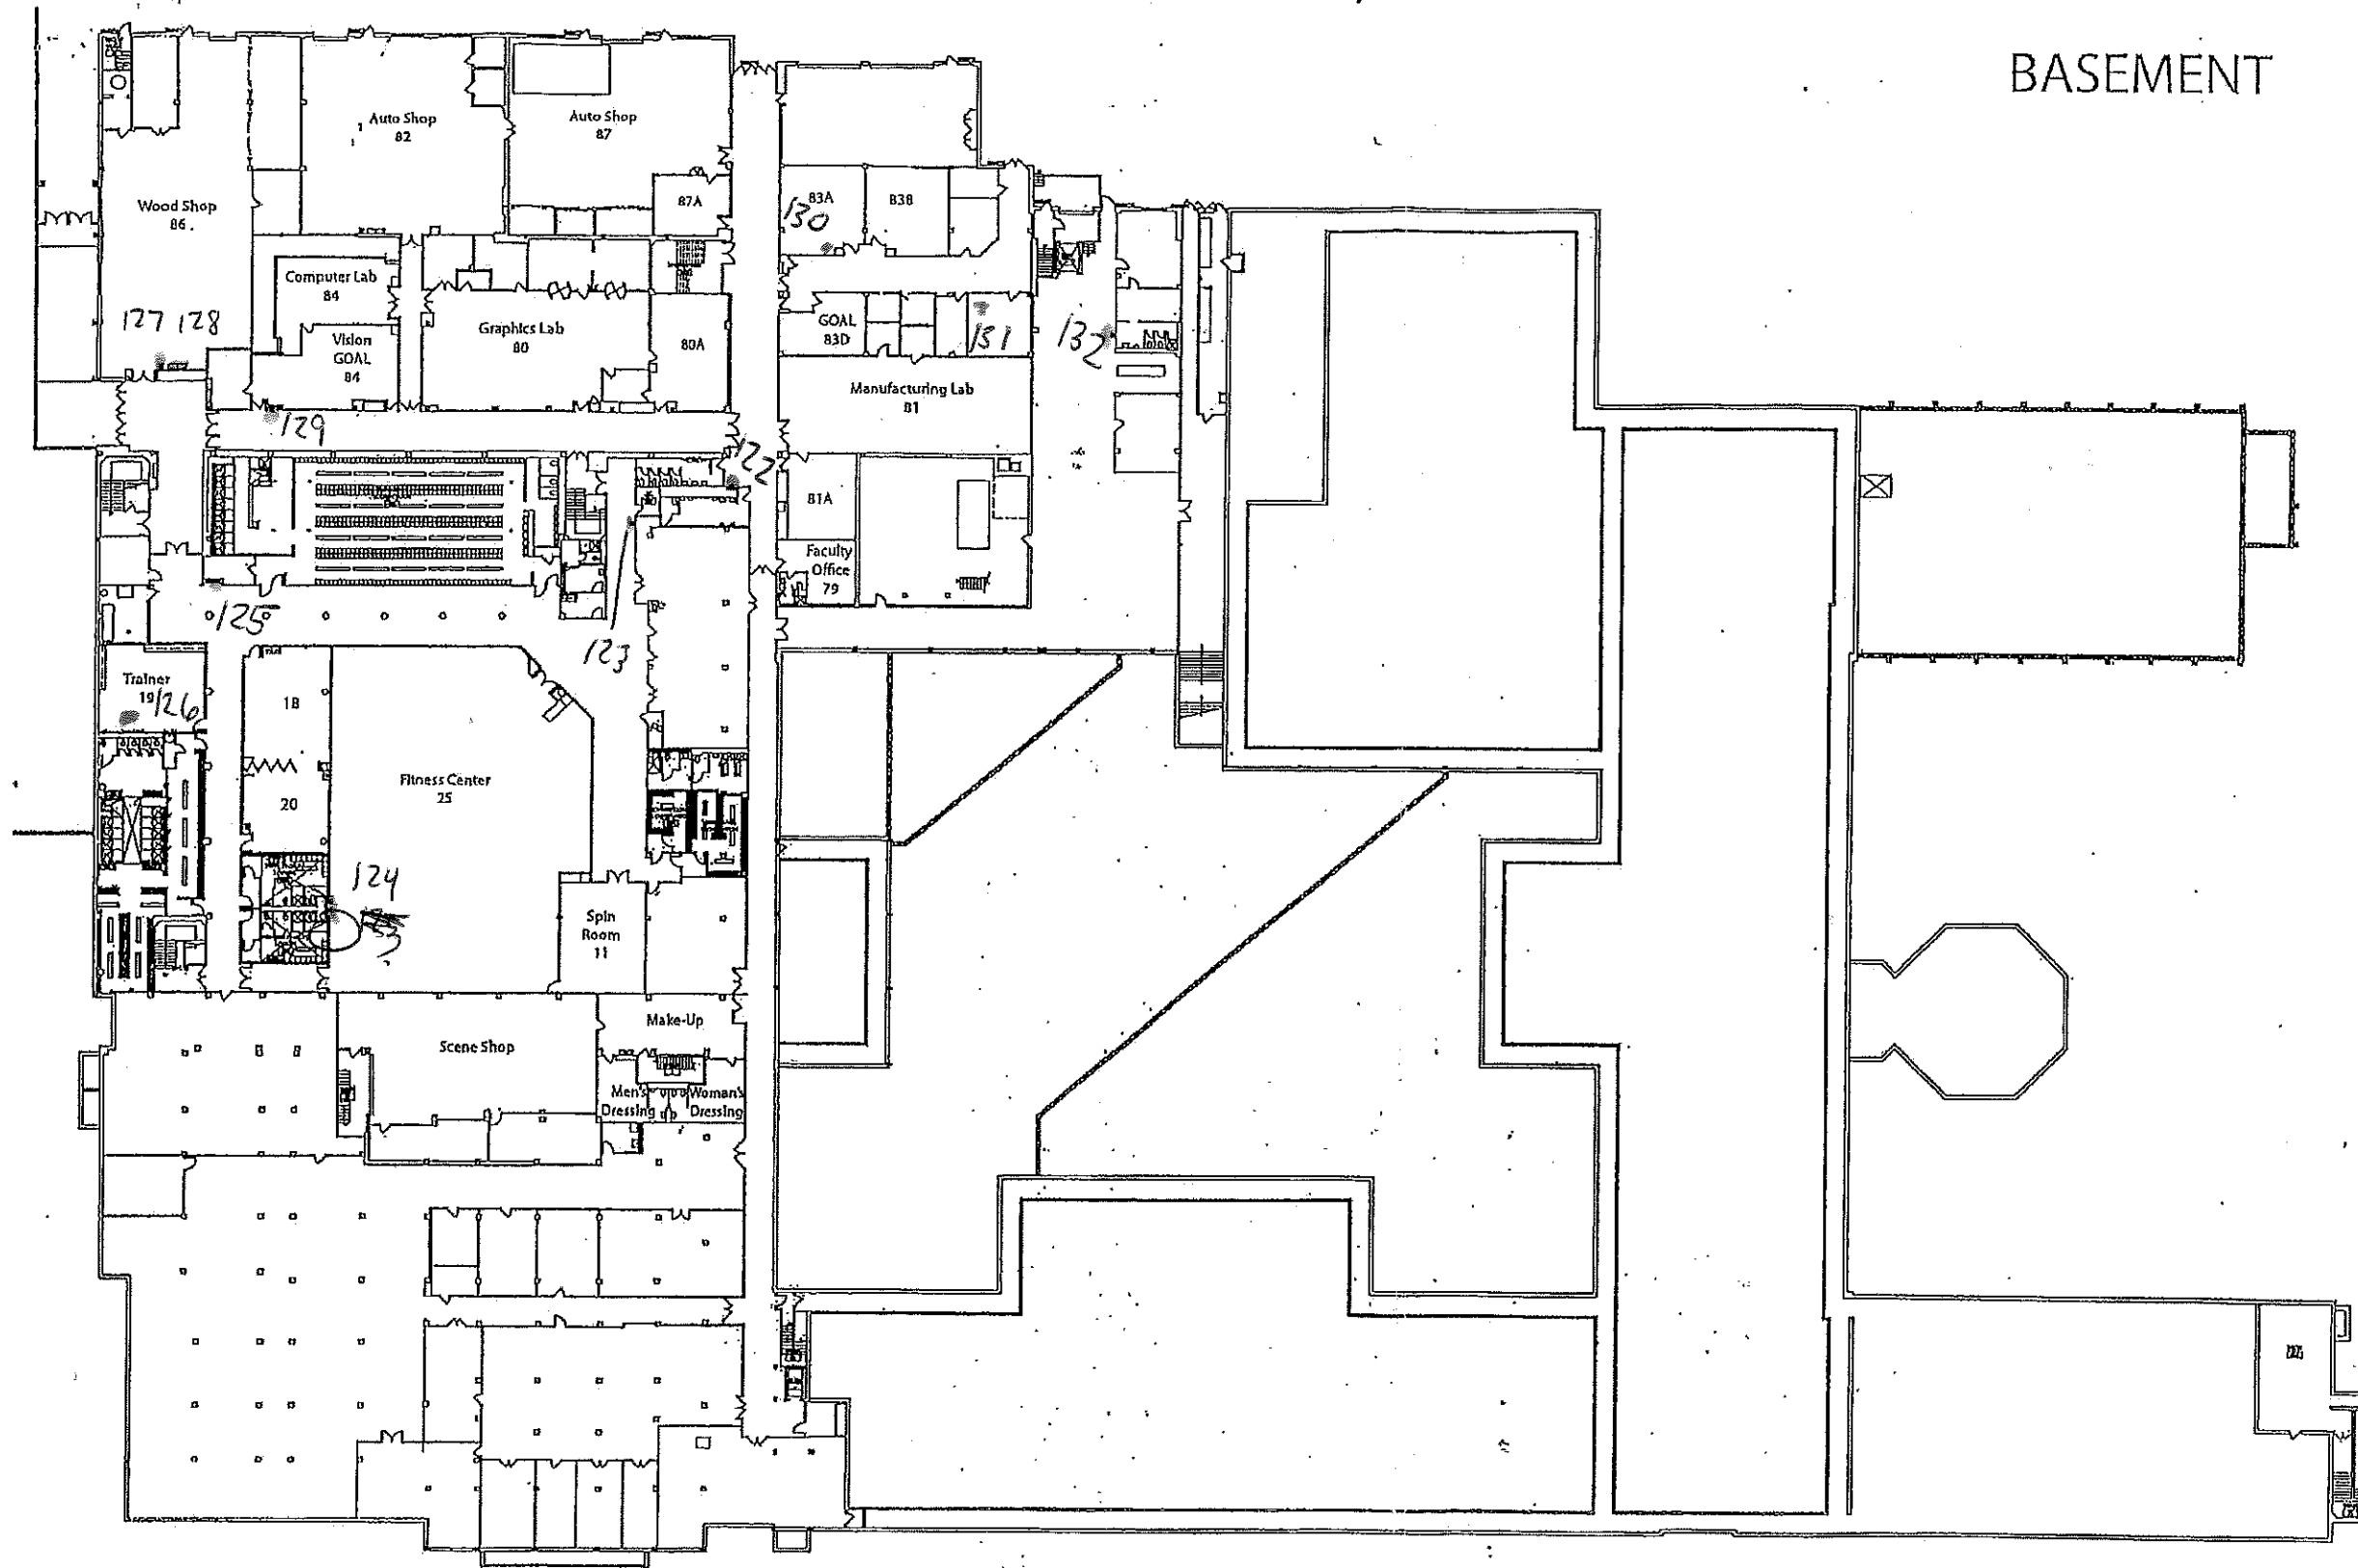 BASEMENT
Auto Shop
82
Auto Shop
87
Wood Shop
86
87A
83A
83B
130
Computer Lab
84
127 128
Vision
GOAL
84
Graphics Lab
80
80A
GOAL
83D
131
132
Manufacturing Lab
81
129
122
81A
Faculty
Office
79
125
123
Trainer
19
126
18
20
Fitness Center
25
124
?
Spin
Room
11
Scene Shop
Make-Up
Men's
Dressing
Woman's
Dressing